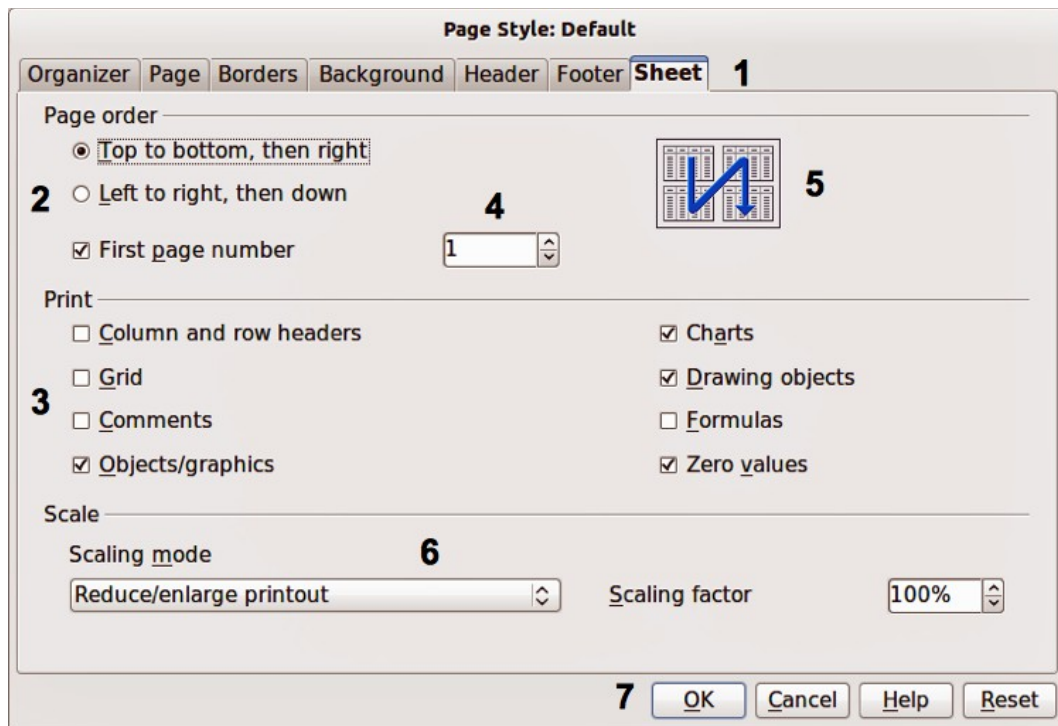 Page Style: Default
Organizer Page Borders Background Header Footer Sheet 1
Page order
Top to bottom, then right
2 Left to right, then down 4 5
First page number 1
Print
Column and row headers Charts
Grid Drawing objects
3
Comments Formulas
Objects/graphics Zero values
Scale
Scaling mode 6
Reduce/enlarge printout Scaling factor 100%
7 OK Cancel Help Reset